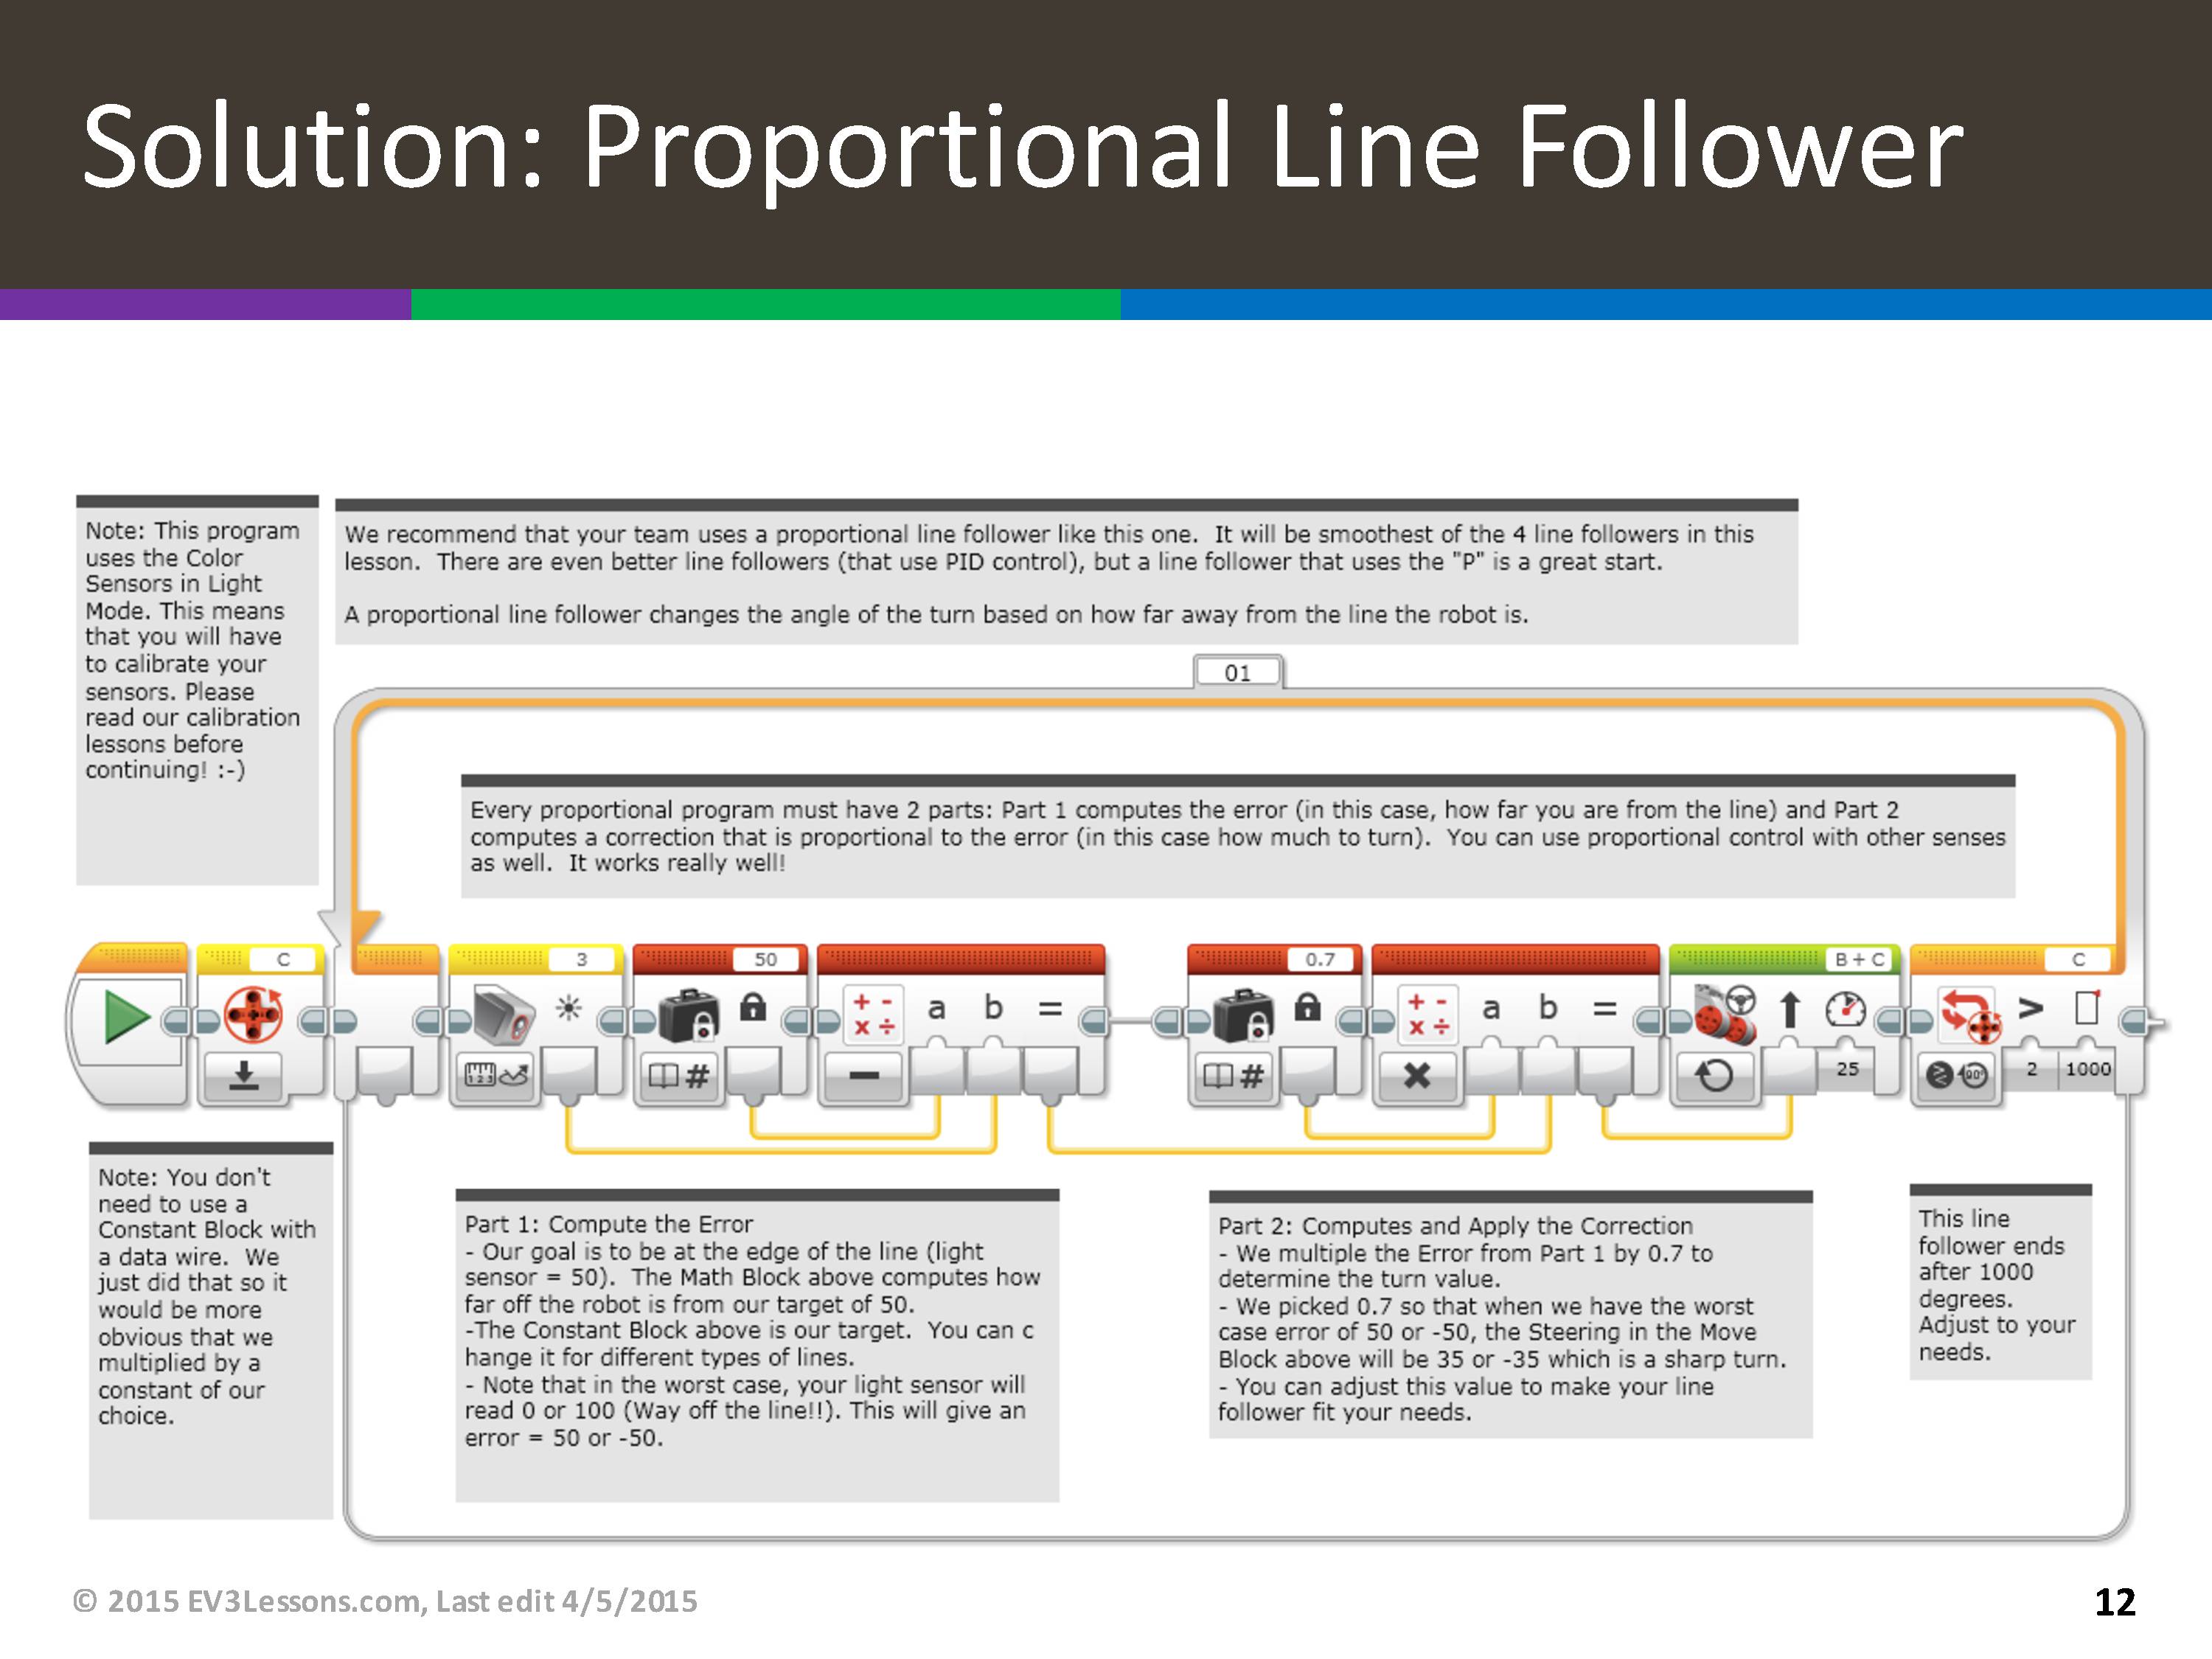 Solution: Proportional Line Follower
Note: This program
uses the Color
Sensors in Light
Mode. This means
that you will have
to calibrate your
sensors. Please
read our calibration
lessons before
continuing! :-)
We recommend that your team uses a proportional line follower like this one. It will be smoothest of the 4 line followers in this
lesson. There are even better line followers (that use PID control), but a line follower that uses the "P" is a great start.
A proportional line follower changes the angle of the turn based on how far away from the line the robot is.
01
Every proportional program must have 2 parts: Part 1 computes the error (in this case, how far you are from the line) and Part 2
computes a correction that is proportional to the error (in this case how much to turn). You can use proportional control with other senses
as well. It works really well!
C 3 50 0.7 B + C C
+ - x ÷ a b = + - x ÷ a b = >
# # 25 2 1000
Note: You don't
need to use a
Constant Block with
a data wire. We
just did that so it
would be more
obvious that we
multiplied by a
constant of our
choice.
Part 1: Compute the Error
- Our goal is to be at the edge of the line (light
sensor = 50). The Math Block above computes how
far off the robot is from our target of 50.
-The Constant Block above is our target. You can c
hange it for different types of lines.
- Note that in the worst case, your light sensor will
read 0 or 100 (Way off the line!!). This will give an
error = 50 or -50.
Part 2: Computes and Apply the Correction
- We multiple the Error from Part 1 by 0.7 to
determine the turn value.
- We picked 0.7 so that when we have the worst
case error of 50 or -50, the Steering in the Move
Block above will be 35 or -35 which is a sharp turn.
- You can adjust this value to make your line
follower fit your needs.
This line
follower ends
after 1000
degrees.
Adjust to your
needs.
© 2015 EV3Lessons.com, Last edit 4/5/2015
12